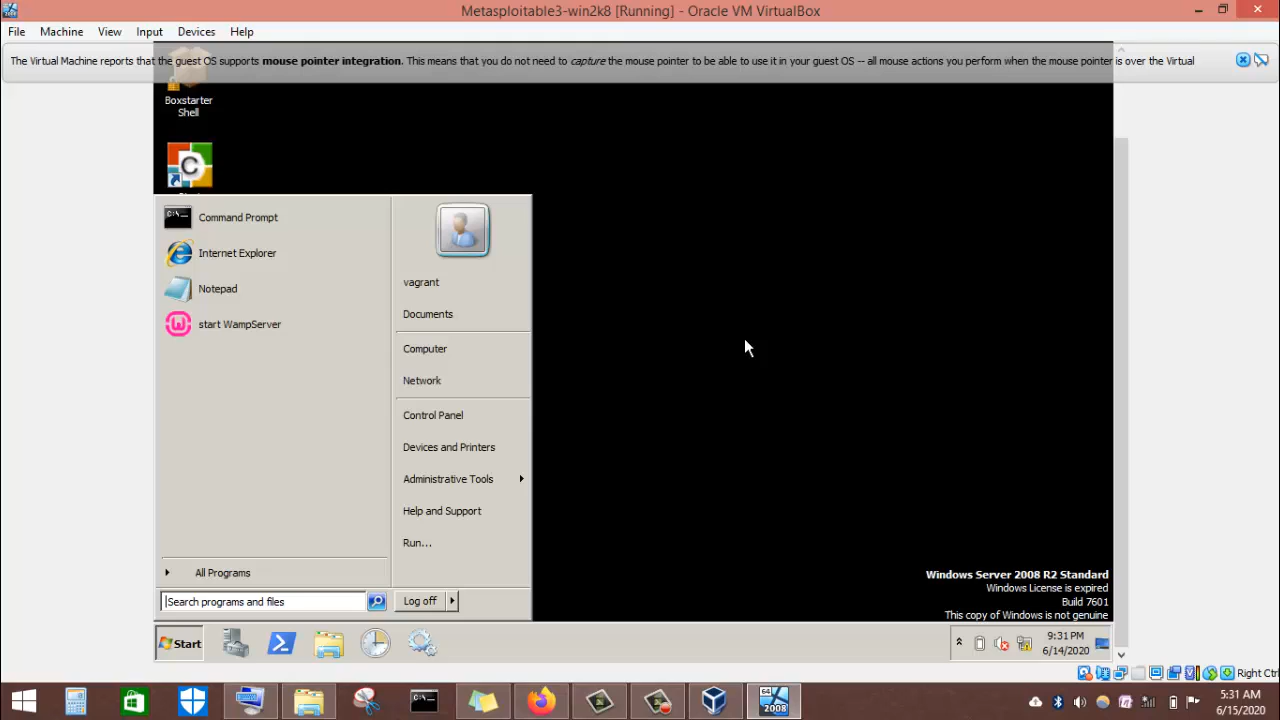 Metasploitable3-win2k8 [Running] - Oracle VM VirtualBox
File Machine View Input Devices Help
The Virtual Machine reports that the guest OS supports mouse pointer integration. This means that you do not need to capture the mouse pointer to be able to use it in your guest OS -- all mouse actions you perform when the mouse pointer is over the Virtual
Boxstarter
Shell
Command Prompt
Internet Explorer
Notepad
start WampServer
vagrant
Documents
Computer
Network
Control Panel
Devices and Printers
Administrative Tools
Help and Support
Run...
All Programs
Search programs and files
Log off
Windows Server 2008 R2 Standard
Windows License is expired
Build 7601
This copy of Windows is not genuine
Start
9:31 PM
6/14/2020
Right Ctr
64
2008
5:31 AM
6/15/2020